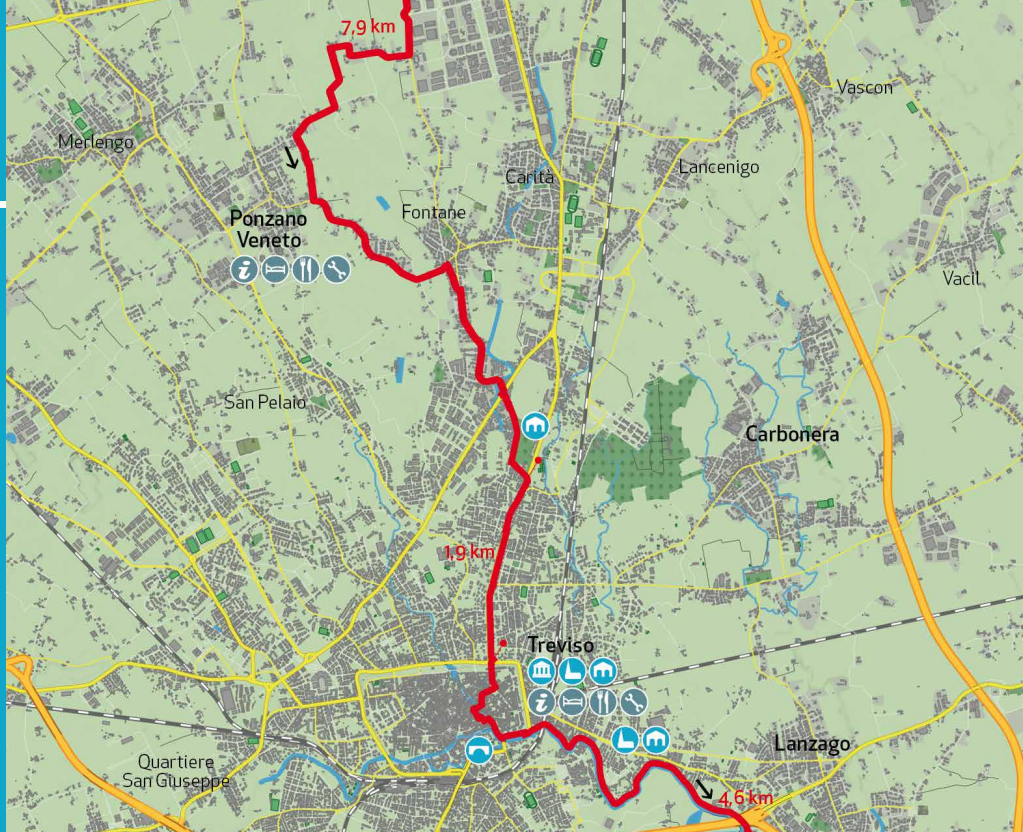 7,9 km
Vascon
Merlengo
Lancenigo
Carità
Ponzano
Veneto
Fontane
Vacil
San Pelaio
Carbonera
1,9 km
Treviso
Lanzago
Quartiere
San Giuseppe
4,6 km